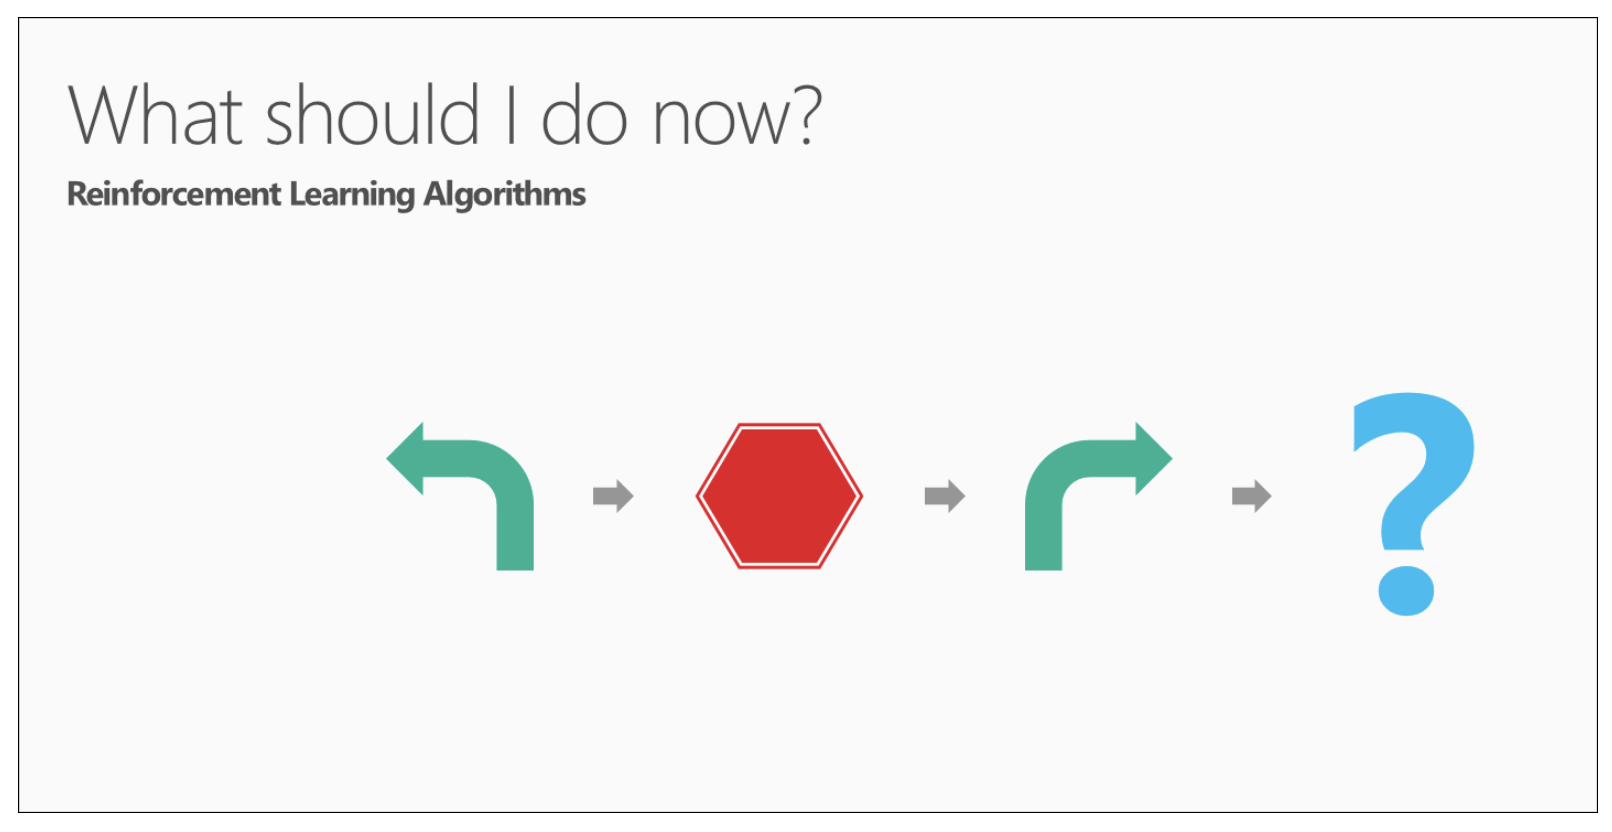 What should I do now?
Reinforcement Learning Algorithms
?